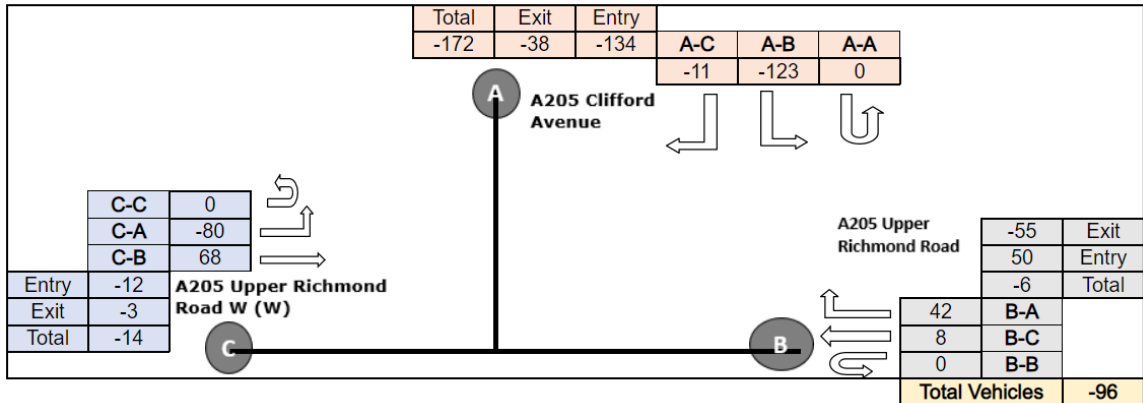 Total Exit Entry
-172 -38 -134 A-C A-B A-A
-11 -123 0
A
A205 Clifford
Avenue
C-C 0
C-A -80
C-B 68
Entry -12
Exit -3
Total -14
A205 Upper Richmond
Road W (W)
C
A205 Upper
Richmond Road
-55 Exit
50 Entry
-6 Total
42 B-A
8 B-C
0 B-B
B
Total Vehicles -96